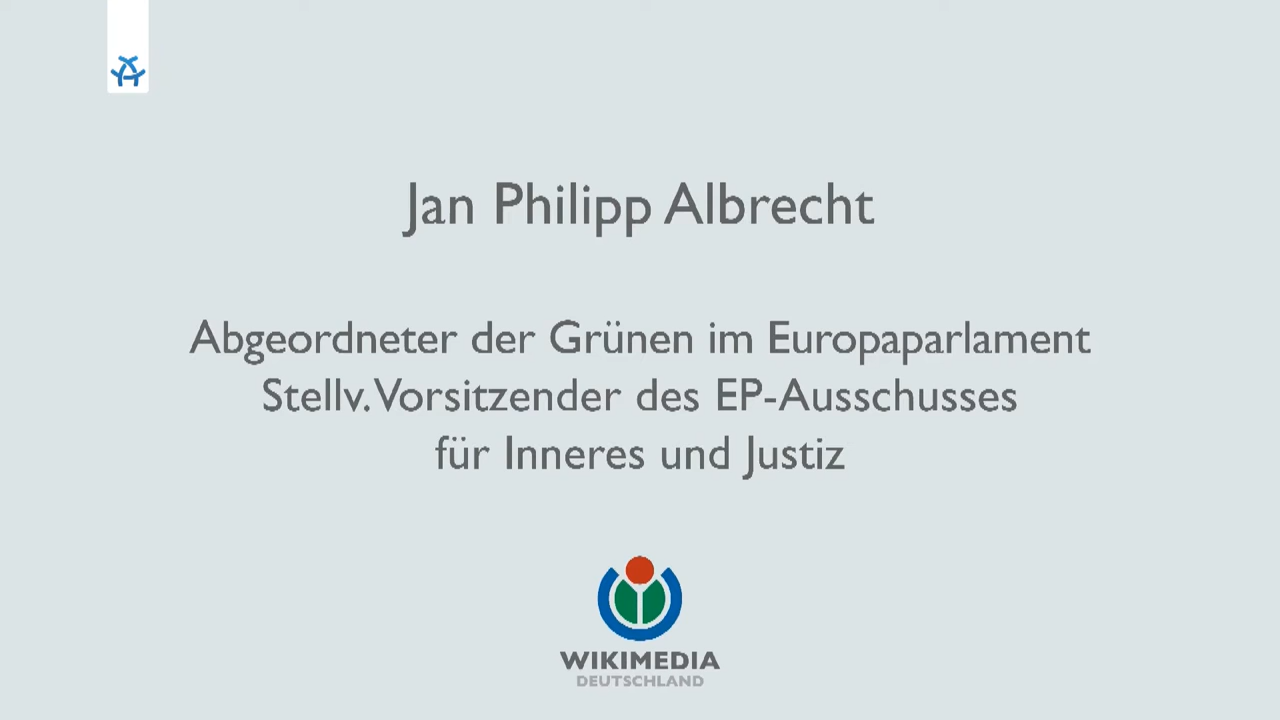 Jan Philipp Albrecht
Abgeordneter der Grünen im Europaparlament
Stellv. Vorsitzender des EP-Ausschusses
für Inneres und Justiz
WIKIMEDIA
DEUTSCHLAND